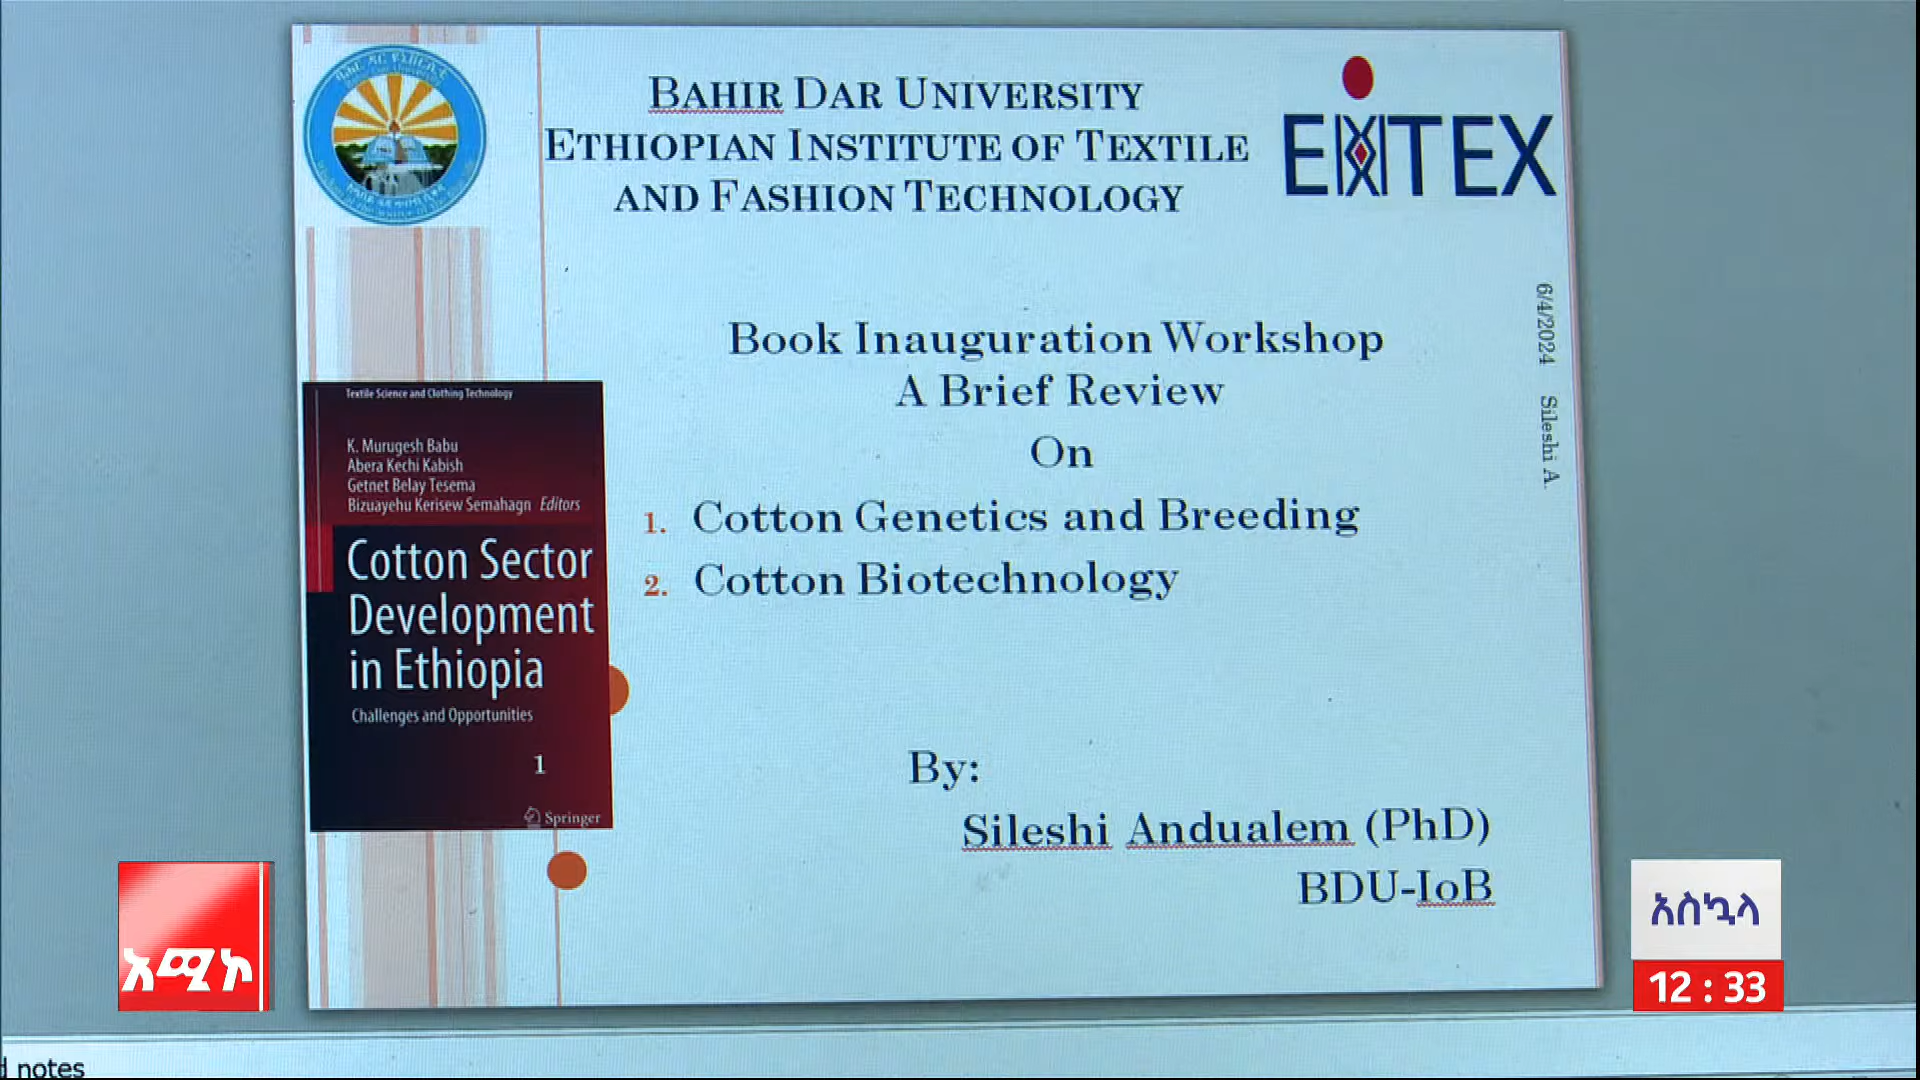 BAHIR DAR UNIVERSITY
ETHIOPIAN INSTITUTE OF TEXTILE
AND FASHION TECHNOLOGY
EiTEX
6/4/2024 Sileshi A.
Book Inauguration Workshop
A Brief Review
On
1. Cotton Genetics and Breeding
2. Cotton Biotechnology
Textile Science and Clothing Technology
K. Murugesh Babu
Abera Kechi Kabish
Getnet Belay Tesema
Bizuayehu Kerisew Semahagn Editors
Cotton Sector
Development
in Ethiopia
Challenges and Opportunities
1
Springer
By:
Sileshi Andualem (PhD)
BDU-IoB
አሚኮ
አስኳላ
12 : 33
notes